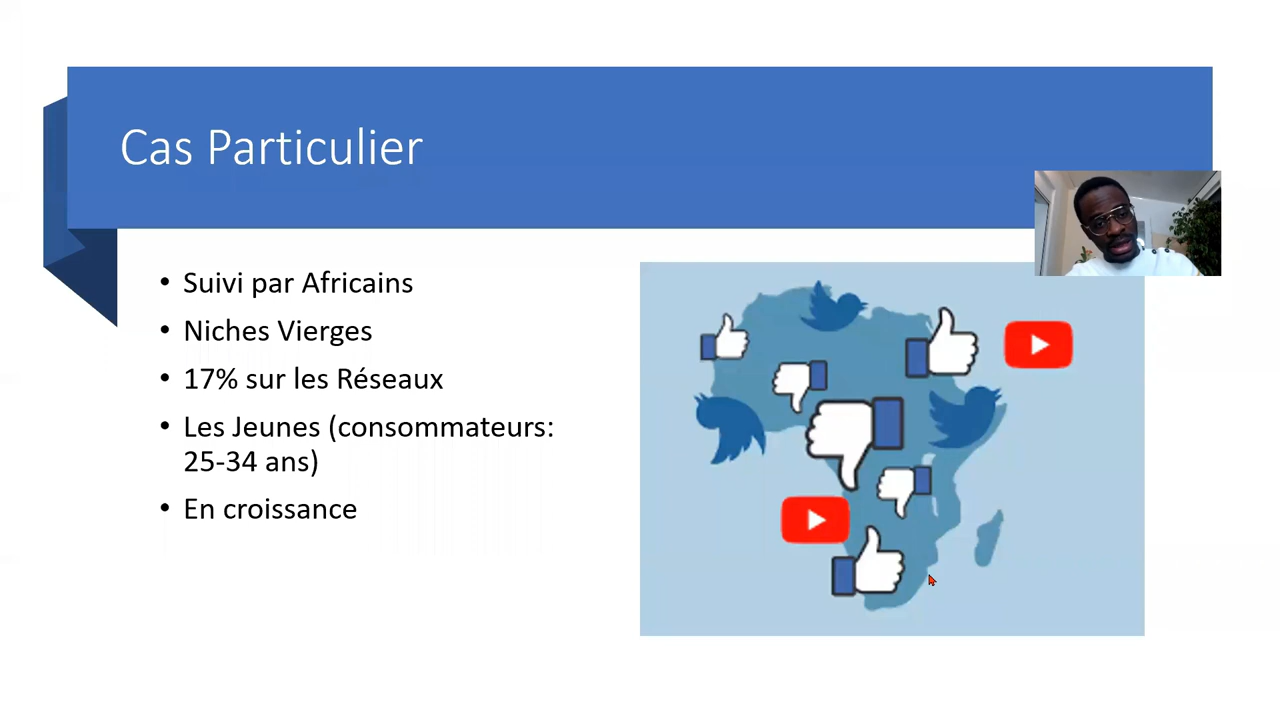 Cas Particulier
• Suivi par Africains
• Niches Vierges
• 17% sur les Réseaux
• Les Jeunes (consommateurs:
25-34 ans)
• En croissance